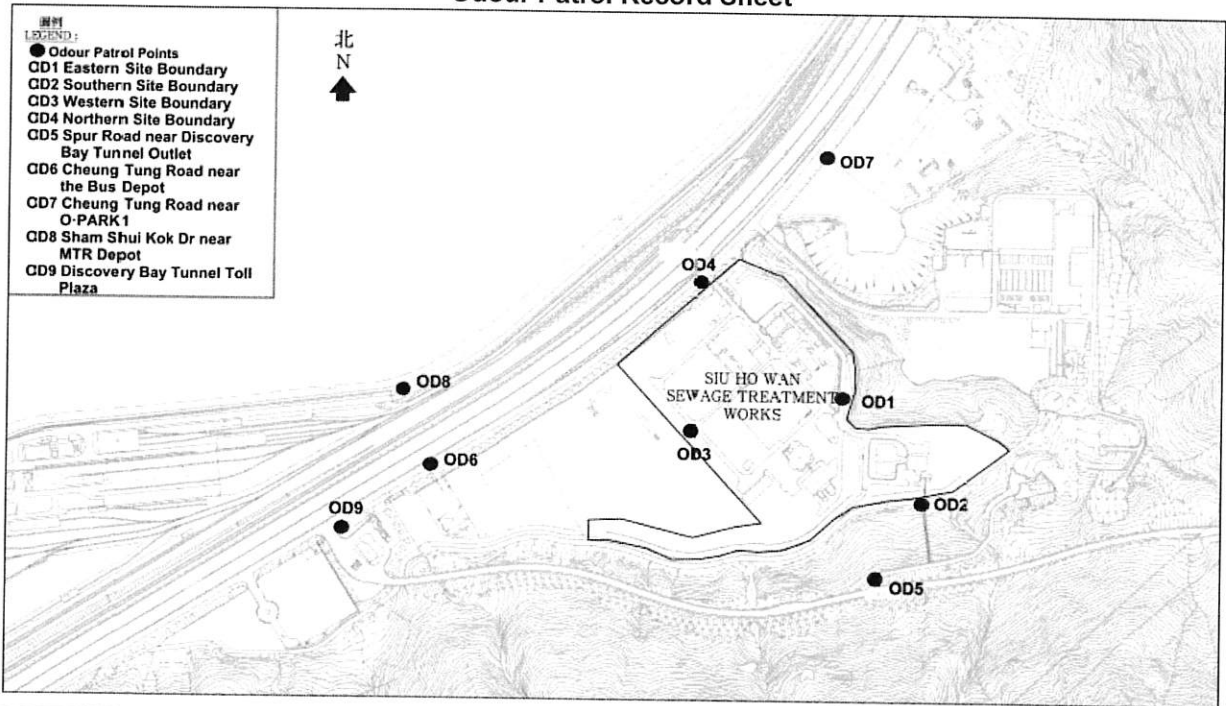 Odour Patrol Record Sheet
圖例
LEGEND :
Odour Patrol Points
OD1 Eastern Site Boundary
OD2 Southern Site Boundary
OD3 Western Site Boundary
OD4 Northern Site Boundary
OD5 Spur Road near Discovery
Bay Tunnel Outlet
OD6 Cheung Tung Road near
the Bus Depot
OD7 Cheung Tung Road near
O·PARK1
OD8 Sham Shui Kok Dr near
MTR Depot
OD9 Discovery Bay Tunnel Toll
Plaza
北
N
OD7
OD4
OD8
SIU HO WAN
SEWAGE TREATMENT
WORKS
OD1
OD3
OD6
OD2
OD9
OD5